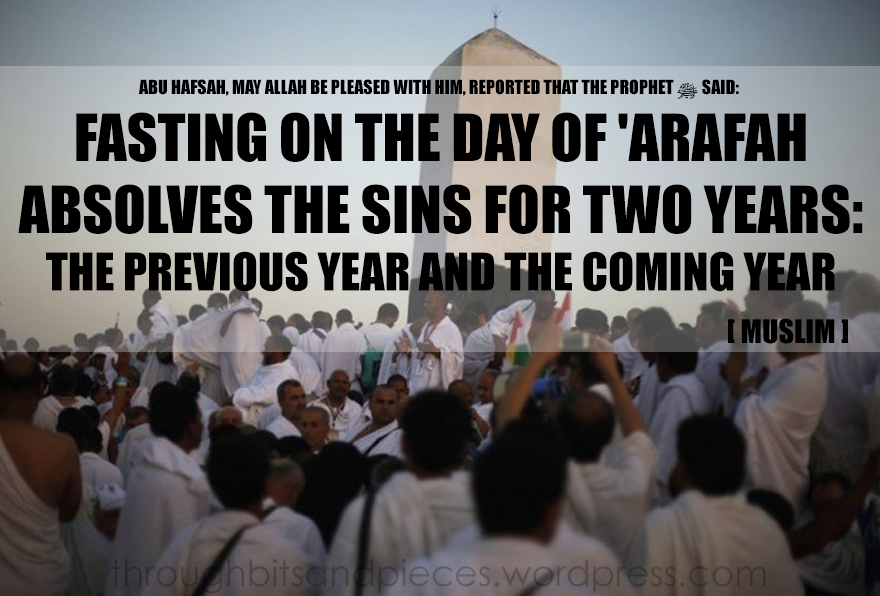 ABU HAFSAH, MAY ALLAH BE PLEASED WITH HIM, REPORTED THAT THE PROPHET ﷺ SAID:
FASTING ON THE DAY OF 'ARAFAH
ABSOLVES THE SINS FOR TWO YEARS:
THE PREVIOUS YEAR AND THE COMING YEAR
[ MUSLIM ]
throughbitsandpieces.wordpress.com